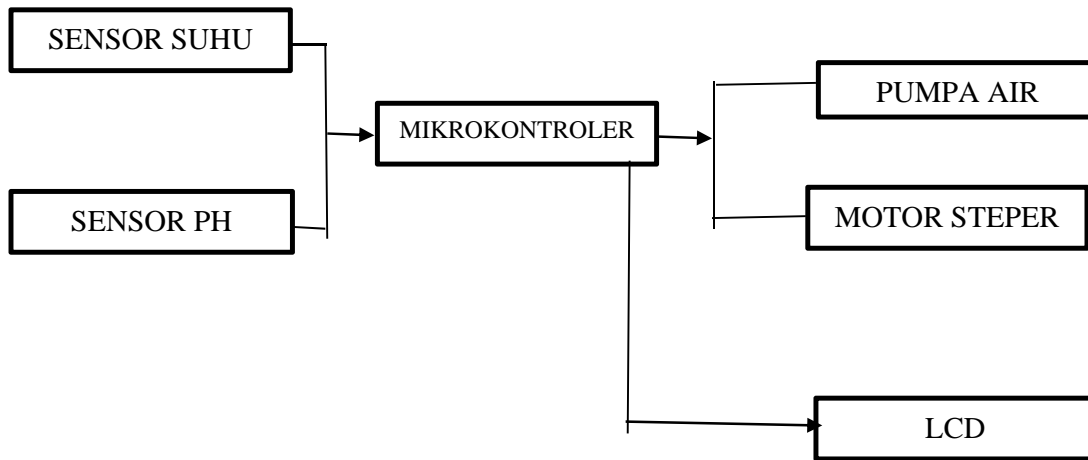 SENSOR SUHU
SENSOR PH
MIKROKONTROLER
PUMPA AIR
MOTOR STEPER
LCD